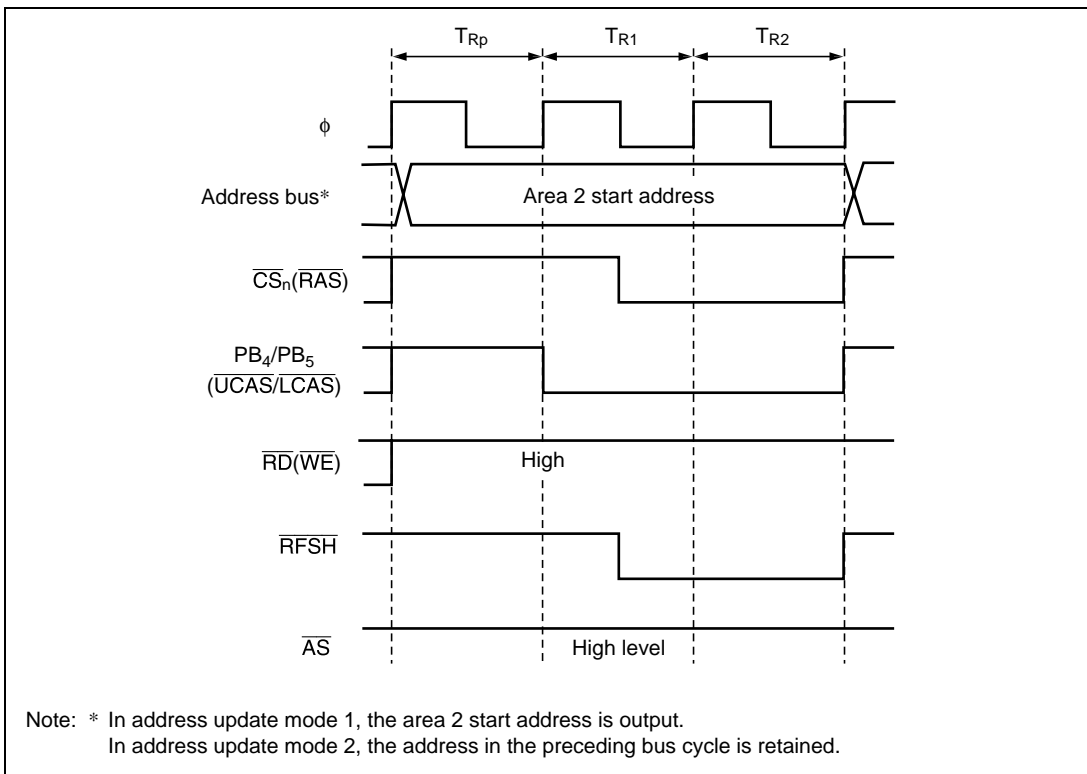 TRp TR1 TR2
ϕ
Address bus*
Area 2 start address
CSn(RAS)
PB4/PB5
(UCAS/LCAS)
RD(WE)
High
RFSH
AS
High level
Note: * In address update mode 1, the area 2 start address is output.
In address update mode 2, the address in the preceding bus cycle is retained.